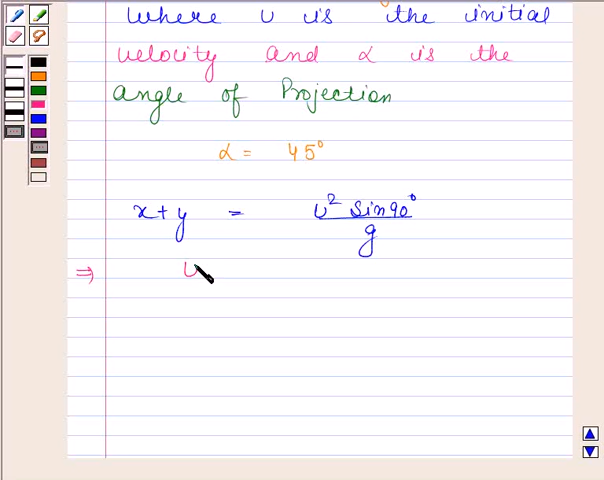 Where u is the initial
velocity and α is the
angle of Projection
α = 45°
x + y = u² Sin90° / g
⇒ u